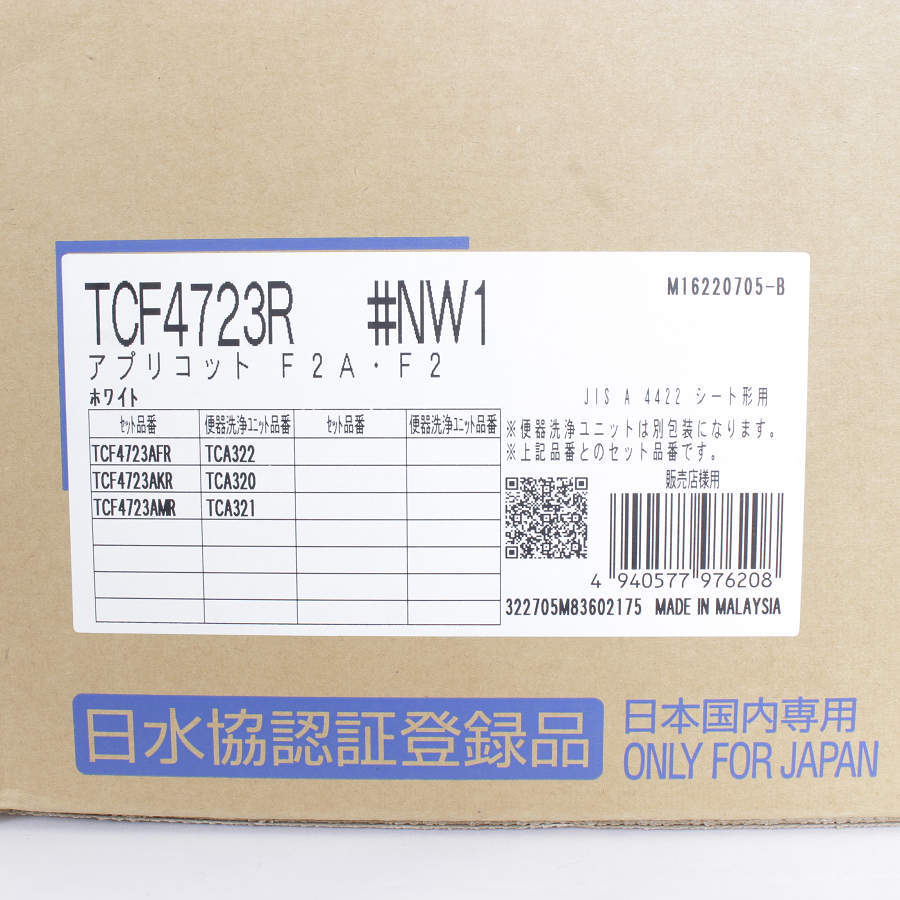 TCF4723R #NW1
M16220705-B
アプリコット F2A・F2
ホワイト
JIS A 4422 シート形用
セット品番 便器洗浄ユニット品番 セット品番 便器洗浄ユニット品番
TCF4723AFR TCA322
TCF4723AKR TCA320
TCF4723AMR TCA321
※便器洗浄ユニットは別包装になります。
※上記品番とのセット品番です。
販売店様用
4 940577 976208
322705M83602175 MADE IN MALAYSIA
日水協認証登録品
日本国内専用
ONLY FOR JAPAN